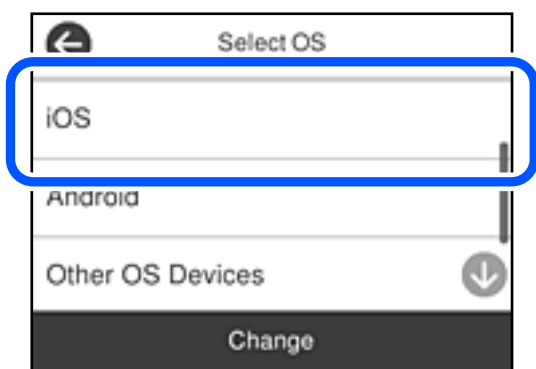 Select OS
iOS
Android
Other OS Devices
Change